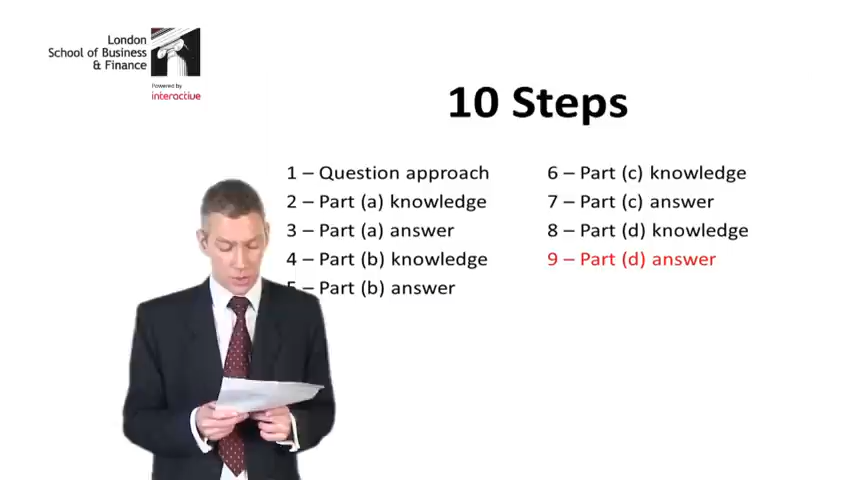 London
School of Business
& Finance
Powered by
interactive
10 Steps
1 – Question approach
2 – Part (a) knowledge
3 – Part (a) answer
4 – Part (b) knowledge
5 – Part (b) answer
6 – Part (c) knowledge
7 – Part (c) answer
8 – Part (d) knowledge
9 – Part (d) answer